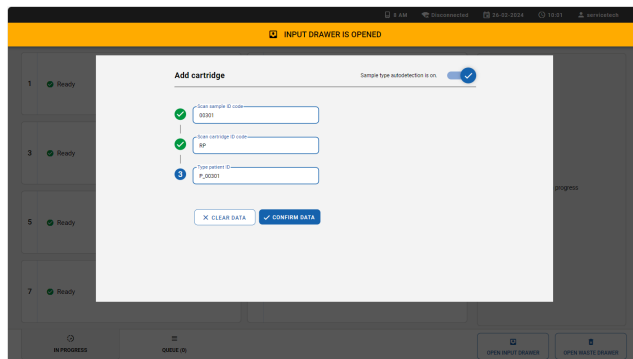 8 AM Disconnected 26-03-2024 10:01 servicetech
INPUT DRAWER IS OPENED
Add cartridge
Sample type autodetection is on.
1 Ready
Scan sample ID code
00301
Scan cartridge ID code
RP
3 Ready
3
Type patient ID
P_00301
progress
5 Ready
CLEAR DATA
CONFIRM DATA
7 Ready
IN PROGRESS
QUEUE (0)
OPEN INPUT DRAWER
OPEN WASTE DRAWER